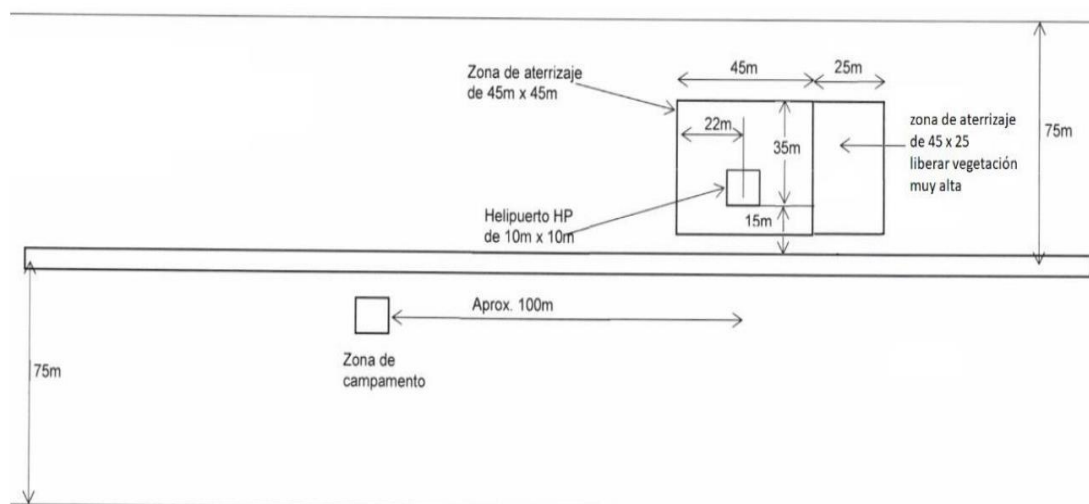 45m
25m
Zona de aterrizaje
de 45m x 45m
22m
35m
zona de aterrizaje
de 45 x 25
liberar vegetación
muy alta
75m
Helipuerto HP
de 10m x 10m
15m
Aprox. 100m
Zona de
campamento
75m